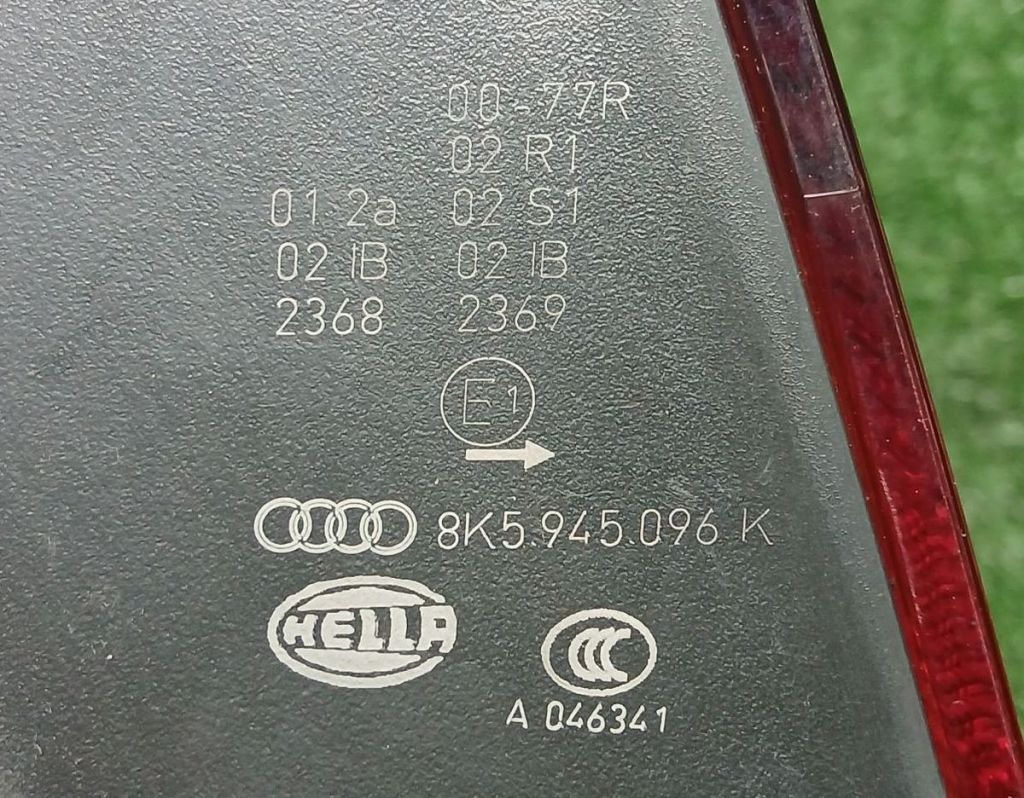 00-77R
02 R1
01 2a 02 S1
02 IB 02 IB
2368 2369
E1
8K5.945.096 K
HELLA
CCC
A 046341